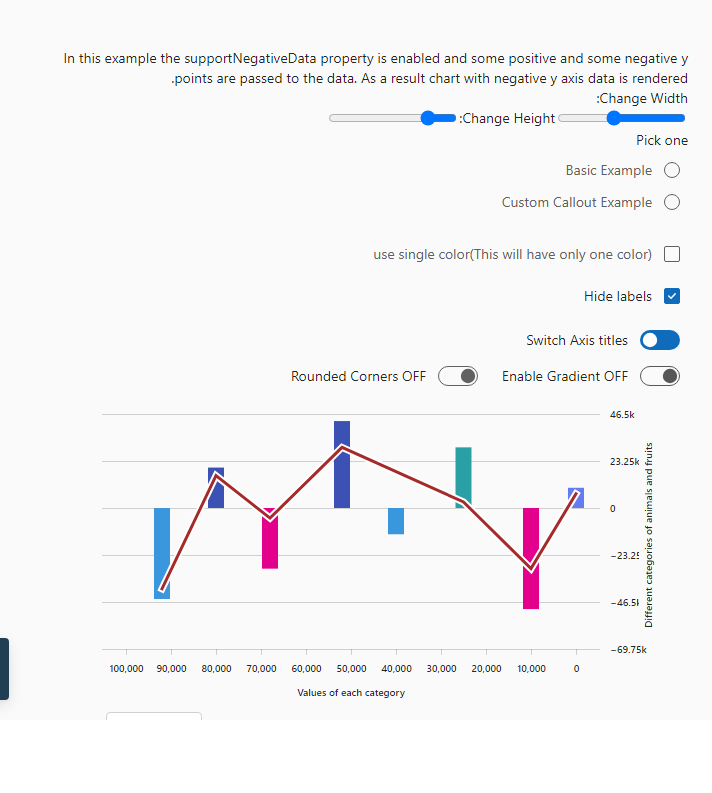 In this example the supportNegativeData property is enabled and some positive and some negative y
.points are passed to the data. As a result chart with negative y axis data is rendered
:Change Width
:Change Height
Pick one
Basic Example
Custom Callout Example
use single color(This will have only one color)
Hide labels
Switch Axis titles
Rounded Corners OFF Enable Gradient OFF
46.5k
23.25k
0
−23.25
−46.5k
−69.75k
Different categories of animals and fruits
100,000 90,000 80,000 70,000 60,000 50,000 40,000 30,000 20,000 10,000 0
Values of each category